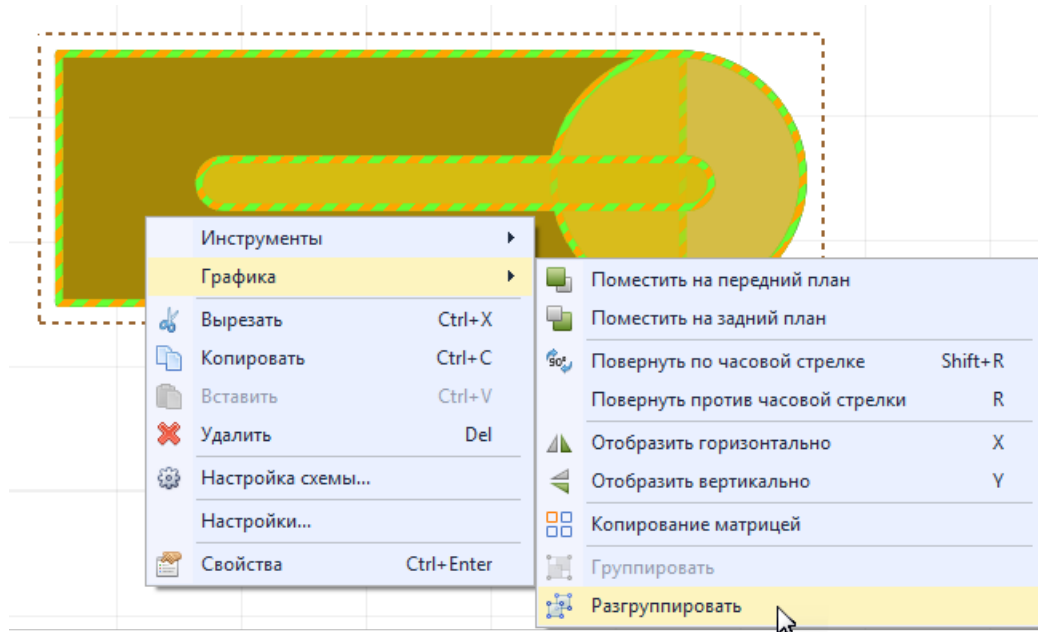 Инструменты
Графика
Вырезать Ctrl+X
Копировать Ctrl+C
Вставить Ctrl+V
Удалить Del
Настройка схемы...
Настройки...
Свойства Ctrl+Enter
Поместить на передний план
Поместить на задний план
90° Повернуть по часовой стрелке Shift+R
Повернуть против часовой стрелки R
Отобразить горизонтально X
Отобразить вертикально Y
Копирование матрицей
Группировать
Разгруппировать